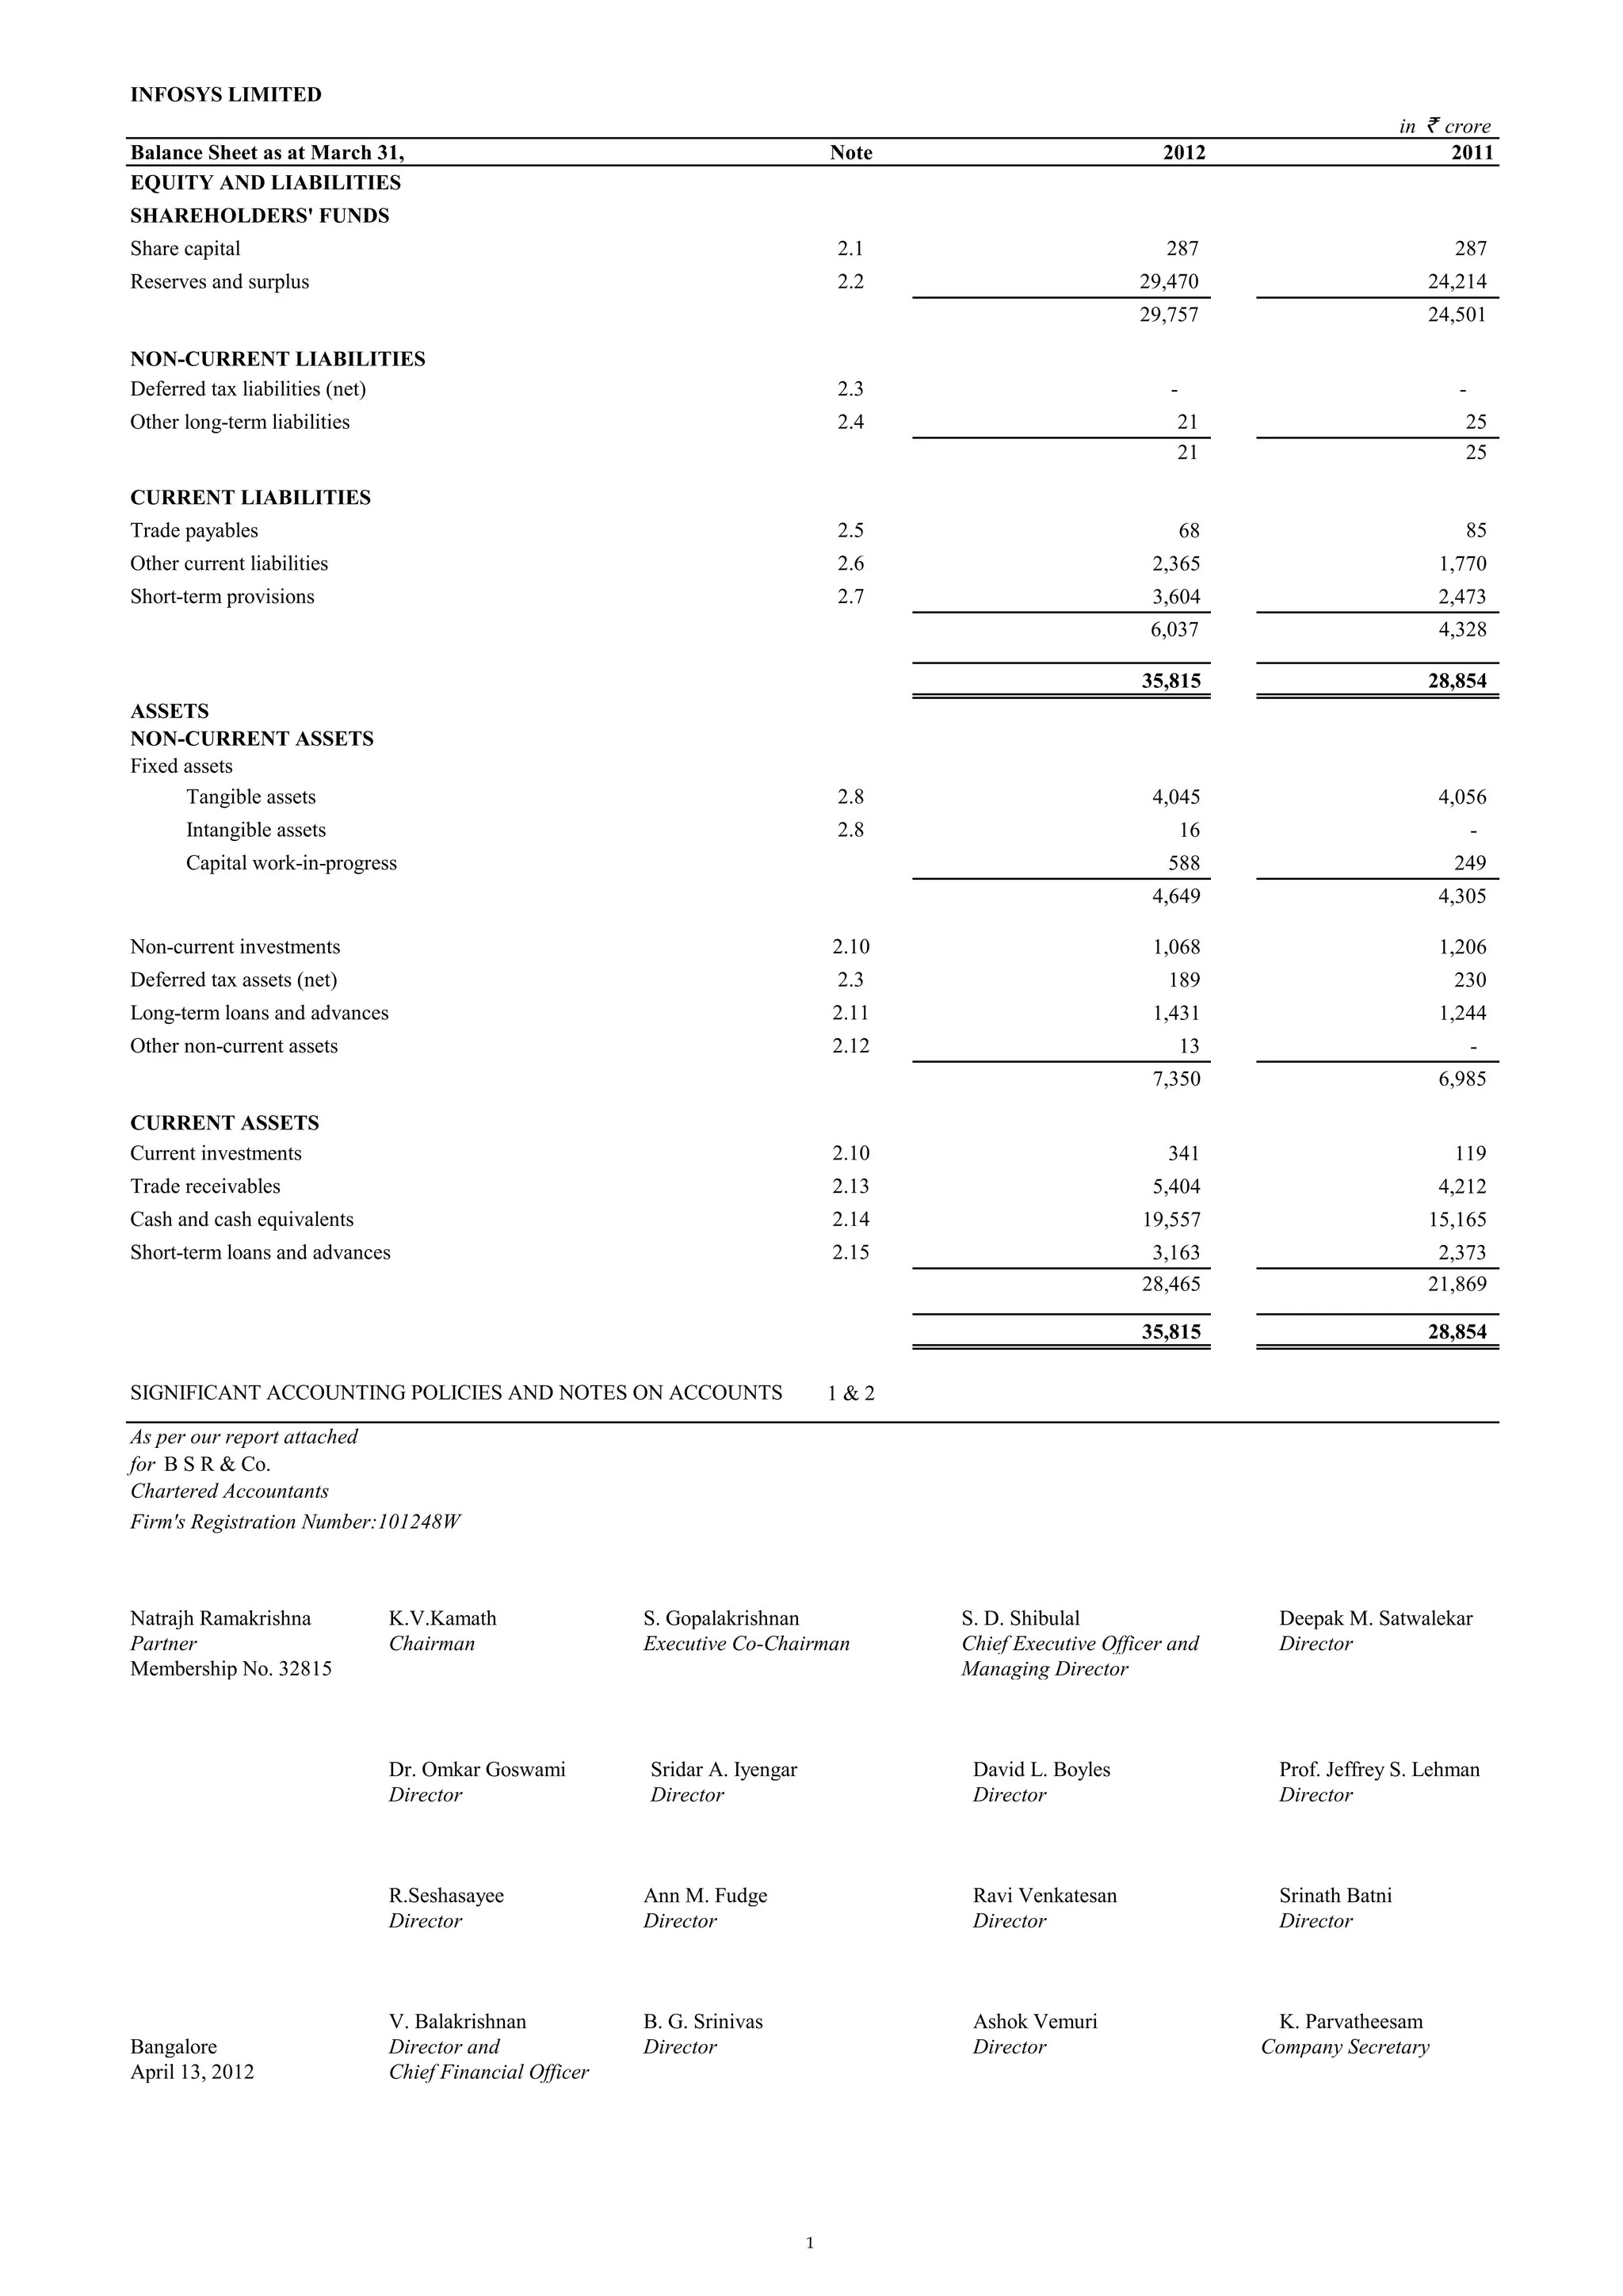 INFOSYS LIMITED
in ₹ crore
Balance Sheet as at March 31, Note 2012 2011
EQUITY AND LIABILITIES
SHAREHOLDERS' FUNDS
Share capital 2.1 287 287
Reserves and surplus 2.2 29,470 24,214
29,757 24,501
NON-CURRENT LIABILITIES
Deferred tax liabilities (net) 2.3 - -
Other long-term liabilities 2.4 21 25
21 25
CURRENT LIABILITIES
Trade payables 2.5 68 85
Other current liabilities 2.6 2,365 1,770
Short-term provisions 2.7 3,604 2,473
6,037 4,328
35,815 28,854
ASSETS
NON-CURRENT ASSETS
Fixed assets
Tangible assets 2.8 4,045 4,056
Intangible assets 2.8 16 -
Capital work-in-progress 588 249
4,649 4,305
Non-current investments 2.10 1,068 1,206
Deferred tax assets (net) 2.3 189 230
Long-term loans and advances 2.11 1,431 1,244
Other non-current assets 2.12 13 -
7,350 6,985
CURRENT ASSETS
Current investments 2.10 341 119
Trade receivables 2.13 5,404 4,212
Cash and cash equivalents 2.14 19,557 15,165
Short-term loans and advances 2.15 3,163 2,373
28,465 21,869
35,815 28,854
SIGNIFICANT ACCOUNTING POLICIES AND NOTES ON ACCOUNTS 1 & 2
As per our report attached
for B S R & Co.
Chartered Accountants
Firm's Registration Number:101248W
Natrajh Ramakrishna K.V.Kamath S. Gopalakrishnan S. D. Shibulal Deepak M. Satwalekar
Partner Chairman Executive Co-Chairman Chief Executive Officer and Director
Membership No. 32815 Managing Director
Dr. Omkar Goswami Sridar A. Iyengar David L. Boyles Prof. Jeffrey S. Lehman
Director Director Director Director
R.Seshasayee Ann M. Fudge Ravi Venkatesan Srinath Batni
Director Director Director Director
V. Balakrishnan B. G. Srinivas Ashok Vemuri K. Parvatheesam
Bangalore Director and Director Director Company Secretary
April 13, 2012 Chief Financial Officer
1